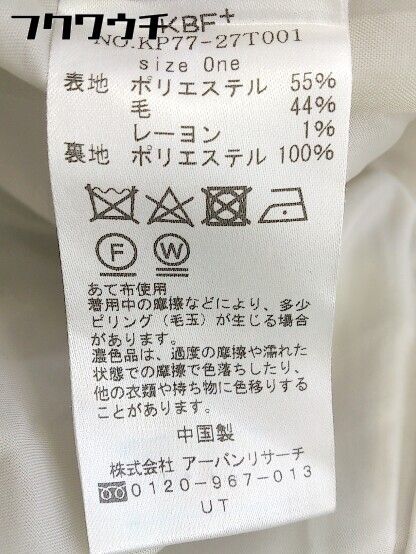 フクワウチ
KBF+
NO.KP77-27T001
size One
表地 ポリエステル 55%
毛 44%
レーヨン 1%
裏地 ポリエステル 100%
F W
あて布使用
着用中の摩擦などにより、多少
ピリング（毛玉）が生じる場合
があります。
濃色品は、過度の摩擦や濡れた
状態での摩擦で色落ちしたり、
他の衣類や持ち物に色移りする
ことがあります。
中国製
株式会社 アーバンリサーチ
0120-967-013
UT